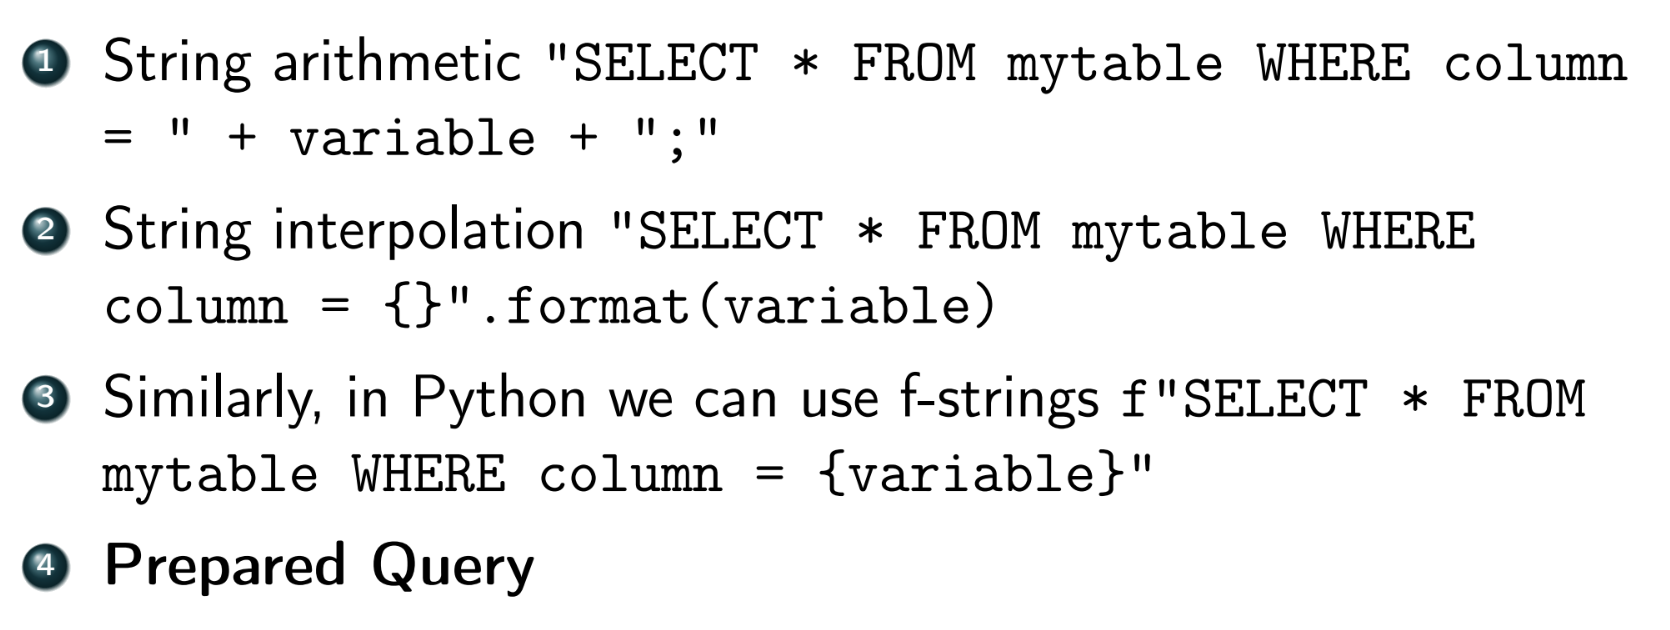 1 String arithmetic "SELECT * FROM mytable WHERE column
= " + variable + ";"
2 String interpolation "SELECT * FROM mytable WHERE
column = {}".format(variable)
3 Similarly, in Python we can use f-strings f"SELECT * FROM
mytable WHERE column = {variable}"
4 Prepared Query